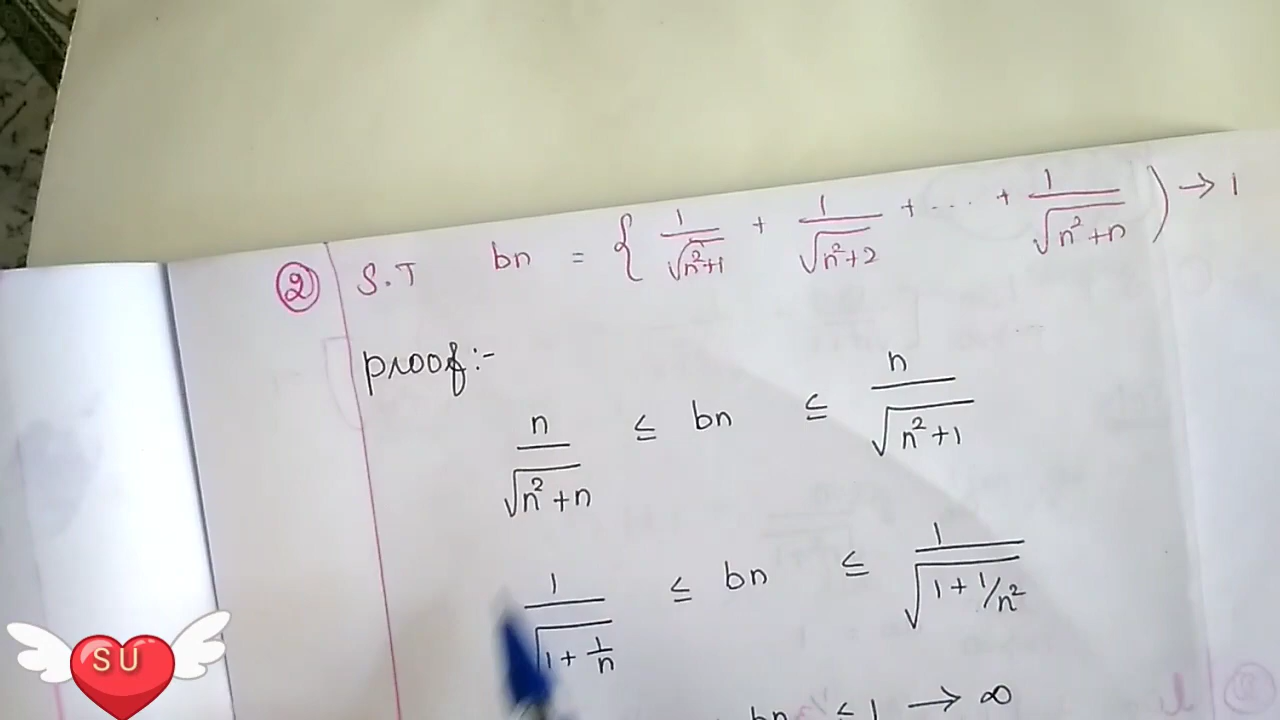 ② S.T bn = { 1/√n²+1 + 1/√n²+2 + ... + 1/√n²+n ) → 1
proof:-
n/√n²+n ≤ bn ≤ n/√n²+1
1/√1+1/n ≤ bn ≤ 1/√1+1/n²
bn ≤ 1 → ∞
SU